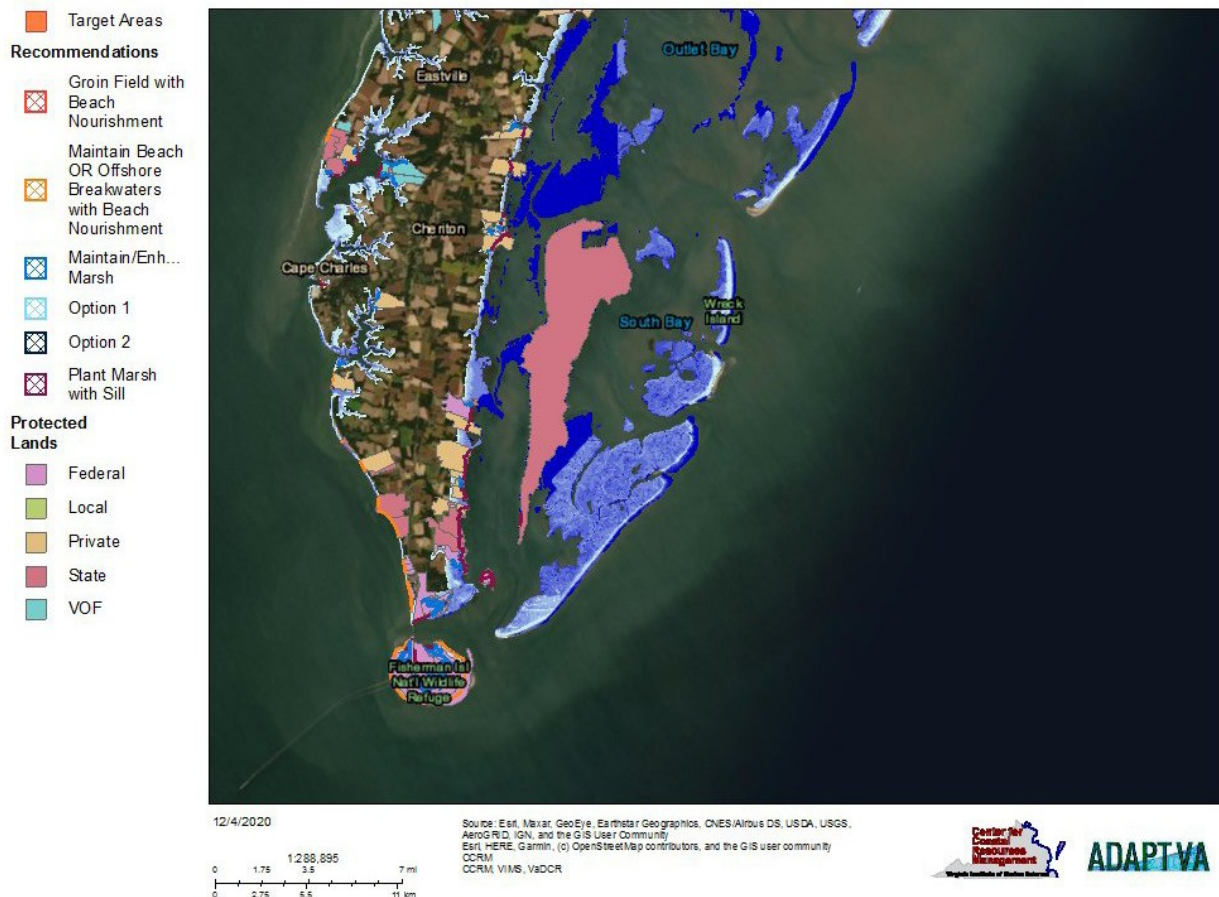 Target Areas
Recommendations
Groin Field with
Beach
Nourishment
Maintain Beach
OR Offshore
Breakwaters
with Beach
Nourishment
Maintain/Enh...
Marsh
Option 1
Option 2
Plant Marsh
with Sill
Protected
Lands
Federal
Local
Private
State
VOF
Outlet Bay
Eastville
Cheriton
Cape Charles
Wreck
Island
South Bay
Fisherman Isl
Nat'l Wildlife
Refuge
12/4/2020
1:288,895
0 1.75 3.5 7 mi
0 2.75 5.5 11 km
Source: Esri, Maxar, GeoEye, Earthstar Geographics, CNES/Airbus DS, USDA, USGS,
AeroGRID, IGN, and the GIS User Community
Esri, HERE, Garmin, (c) OpenStreetMap contributors, and the GIS user community
CCRM
CCRM, VIMS, VaDCR
Center for
Coastal
Resources
Management
Virginia Institute of Marine Science
ADAPTVA